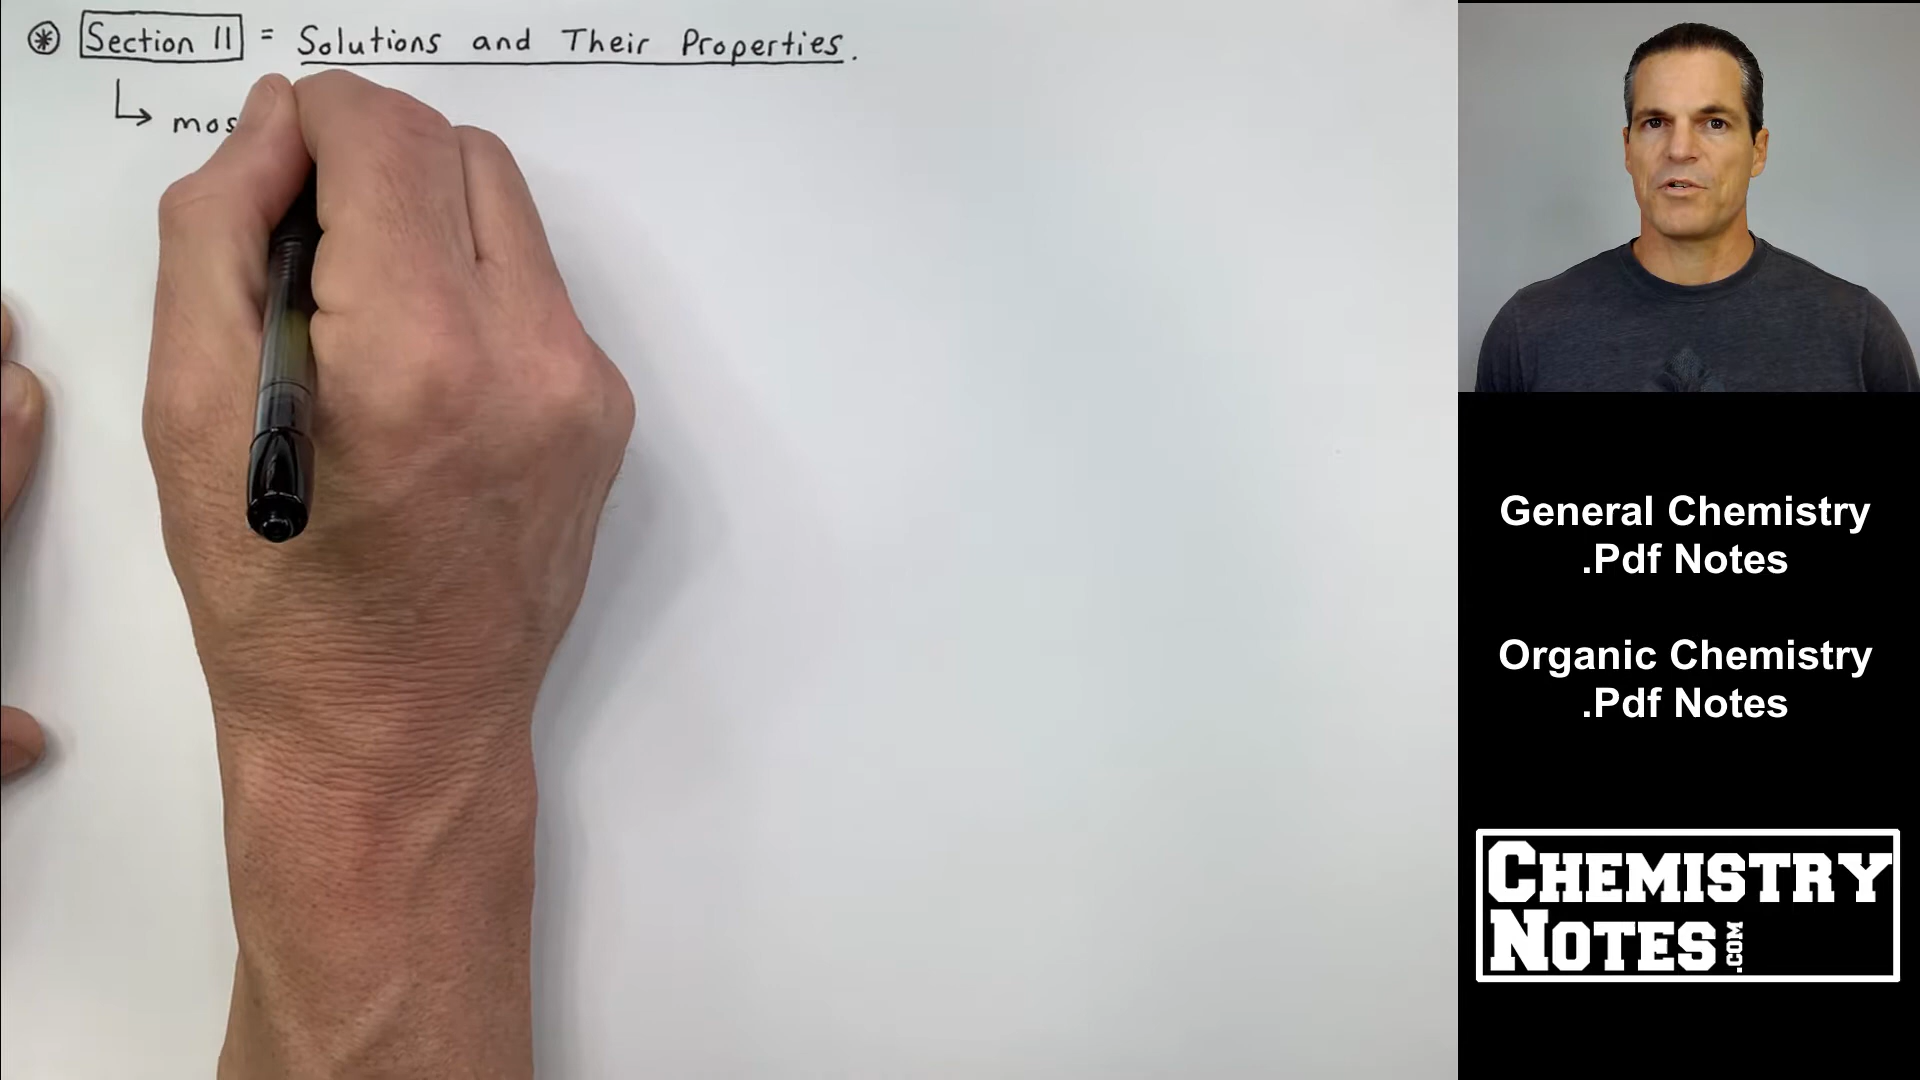 ⊛ Section 11 = Solutions and Their Properties.
↳ mos
General Chemistry
.Pdf Notes
Organic Chemistry
.Pdf Notes
CHEMISTRY
NOTES.COM